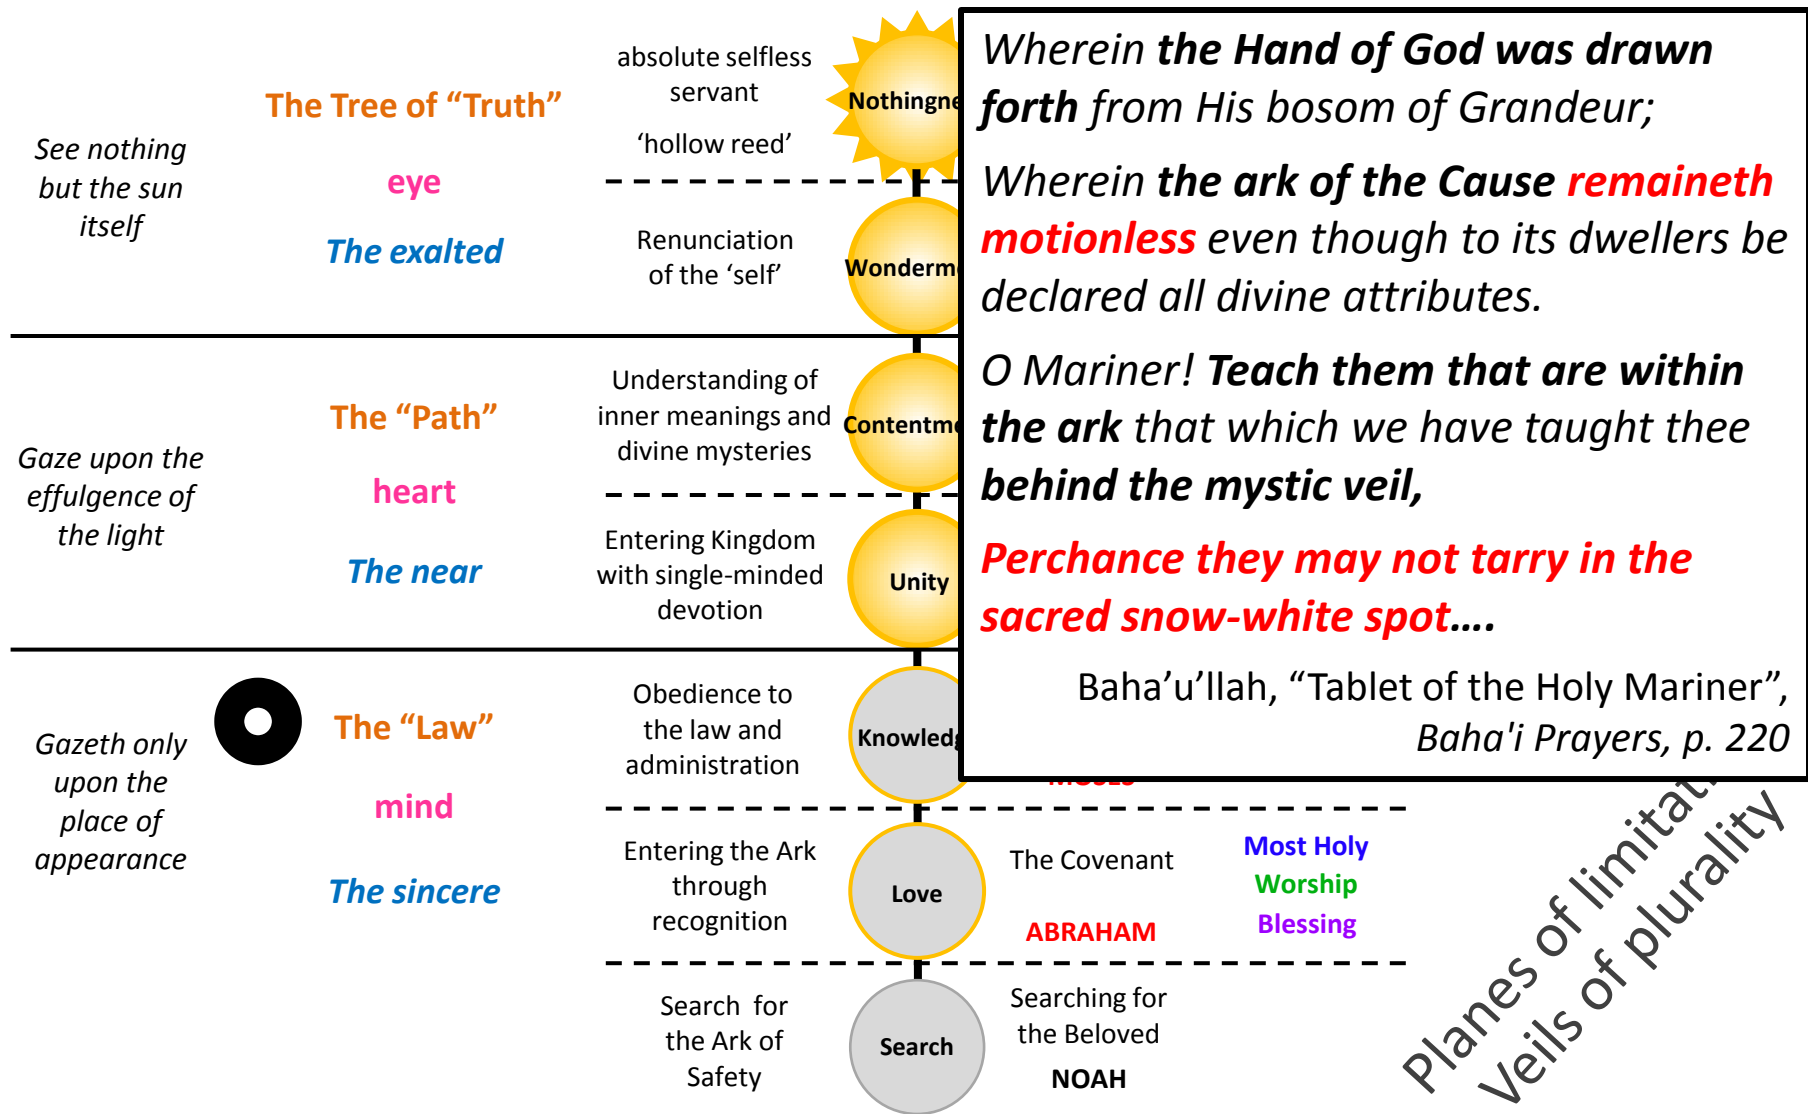 See nothing
but the sun
itself
The Tree of “Truth”
eye
The exalted
absolute selfless
servant
‘hollow reed’
Renunciation
of the ‘self’
Gaze upon the
effulgence of
the light
The “Path”
heart
The near
Understanding of
inner meanings and
divine mysteries
Entering Kingdom
with single-minded
devotion
Unity
Gazeth only
upon the
place of
appearance
The “Law”
mind
The sincere
Obedience to
the law and
administration
Entering the Ark
through
recognition
Love
The Covenant
ABRAHAM
Most Holy
Worship
Blessing
Search for
the Ark of
Safety
Search
Searching for
the Beloved
NOAH
Wherein the Hand of God was drawn
forth from His bosom of Grandeur;
Wherein the ark of the Cause remaineth
motionless even though to its dwellers be
declared all divine attributes.
O Mariner! Teach them that are within
the ark that which we have taught thee
behind the mystic veil,
Perchance they may not tarry in the
sacred snow-white spot….
Baha’u’llah, “Tablet of the Holy Mariner”,
Baha'i Prayers, p. 220
Planes of
Veils of plurality